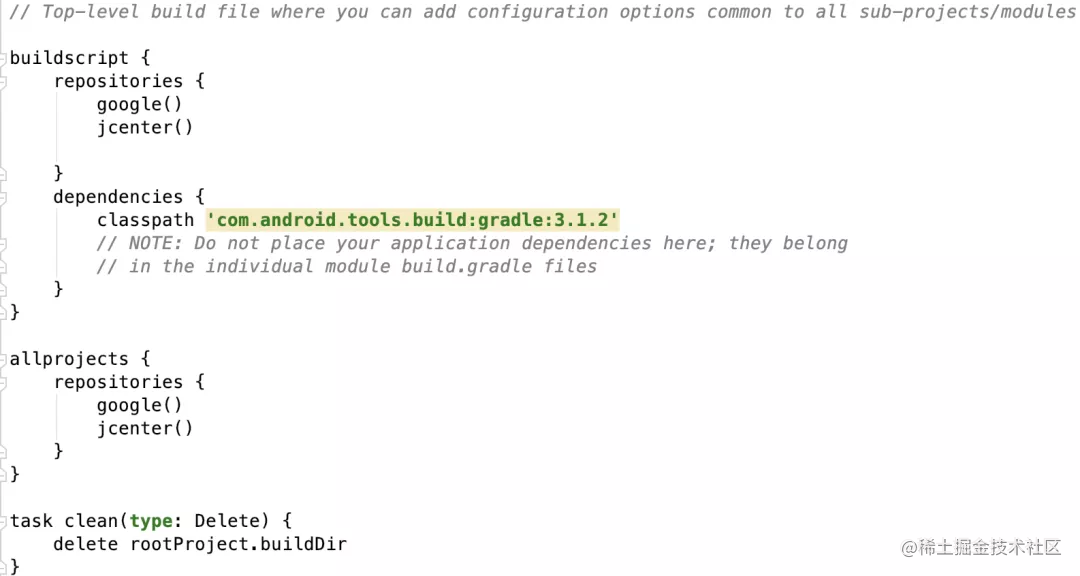 // Top-level build file where you can add configuration options common to all sub-projects/modules
buildscript {
    repositories {
        google()
        jcenter()
    }
    dependencies {
        classpath 'com.android.tools.build:gradle:3.1.2'
        // NOTE: Do not place your application dependencies here; they belong
        // in the individual module build.gradle files
    }
}
allprojects {
    repositories {
        google()
        jcenter()
    }
}
task clean(type: Delete) {
    delete rootProject.buildDir
}
@稀土掘金技术社区